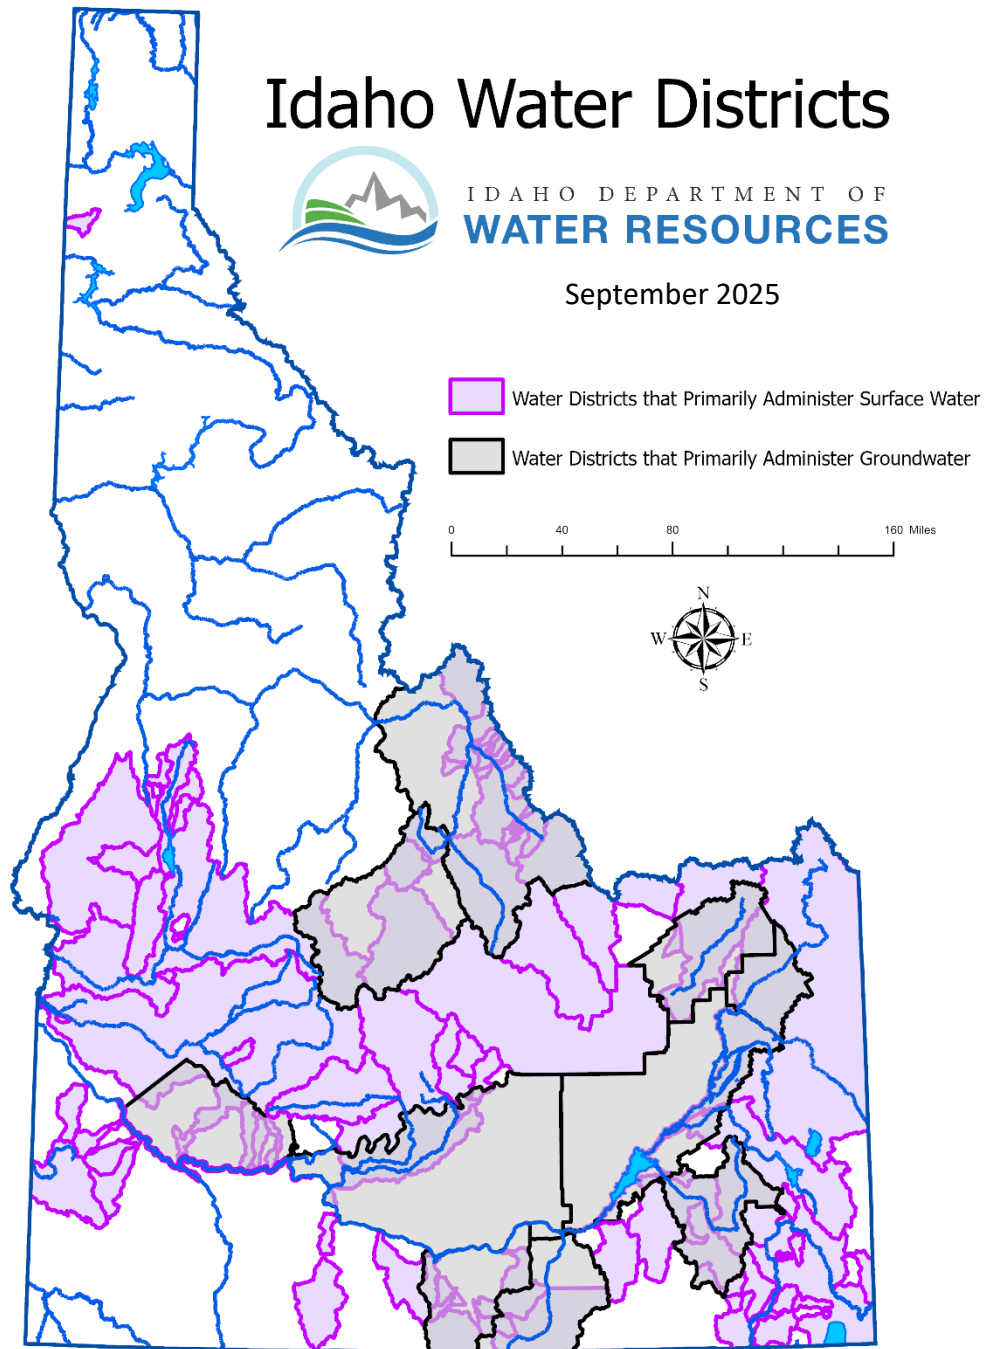 Idaho Water Districts
IDAHO DEPARTMENT OF
WATER RESOURCES
September 2025
Water Districts that Primarily Administer Surface Water
Water Districts that Primarily Administer Groundwater
0 40 80 160 Miles
N
W E
S